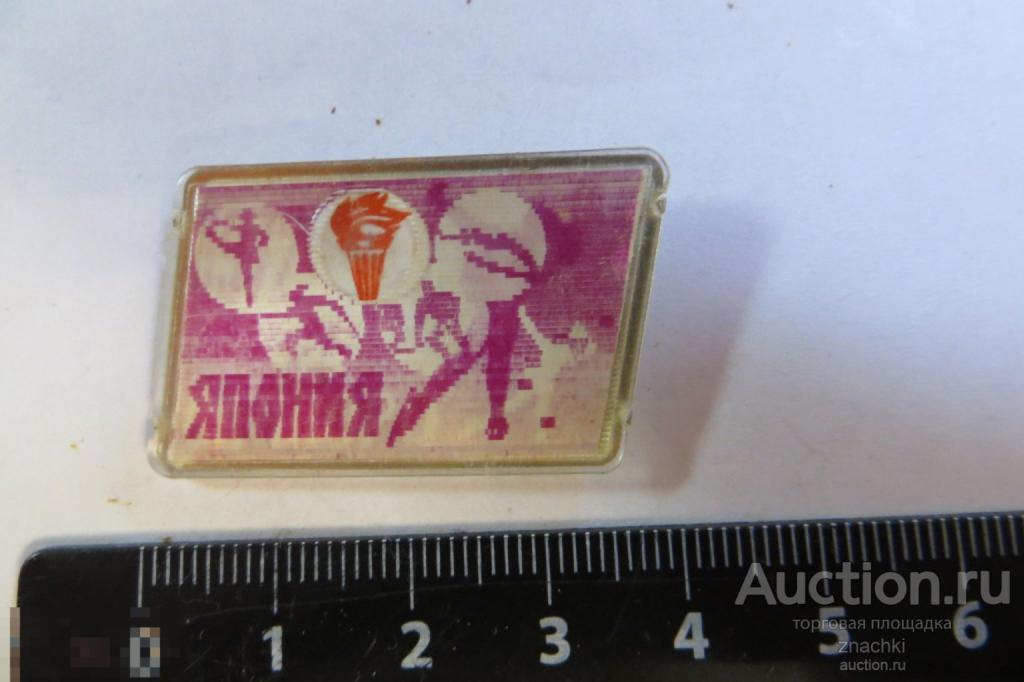 ЯПОНИЯ
0 1 2 3 4 5 6
Auction.ru
торговая площадка
znachki
auction.ru